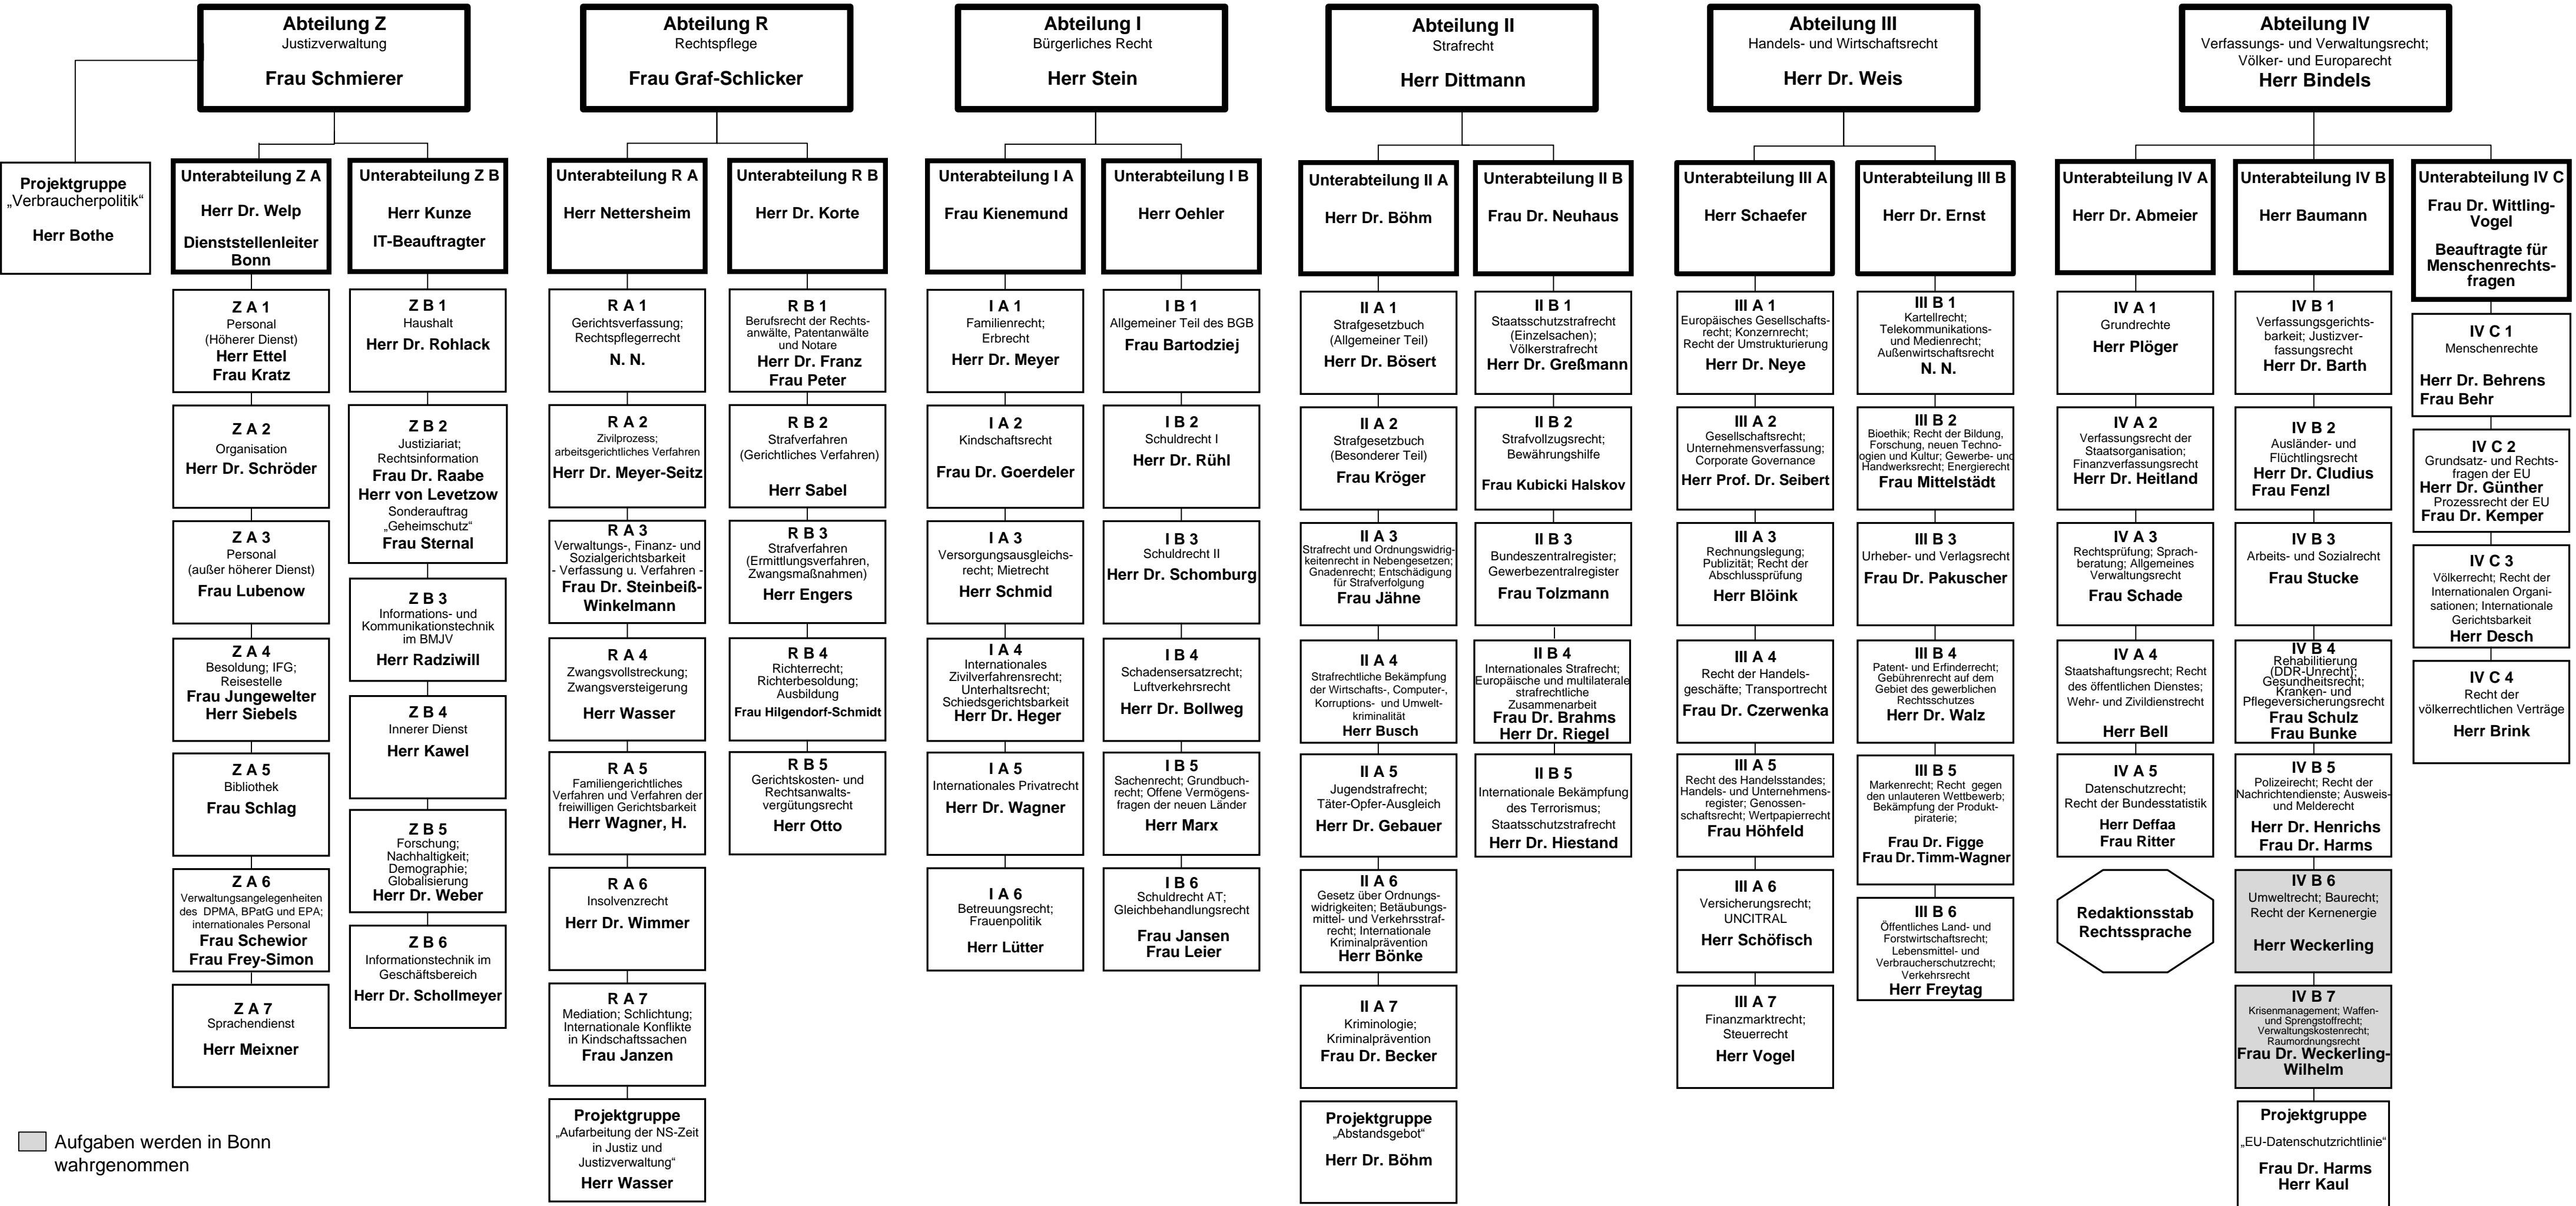 Abteilung Z
Justizverwaltung
Frau Schmierer
Projektgruppe
„Verbraucherpolitik“
Herr Bothe
Unterabteilung Z A
Herr Dr. Welp
Dienststellenleiter
Bonn
Z A 1
Personal
(Höherer Dienst)
Herr Ettel
Frau Kratz
Z A 2
Organisation
Herr Dr. Schröder
Z A 3
Personal
(außer höherer Dienst)
Frau Lubenow
Z A 4
Besoldung; IFG;
Reisestelle
Frau Jungewelter
Herr Siebels
Z A 5
Bibliothek
Frau Schlag
Z A 6
Verwaltungsangelegenheiten
des DPMA, BPatG und EPA;
internationales Personal
Frau Schewior
Frau Frey-Simon
Z A 7
Sprachendienst
Herr Meixner
Unterabteilung Z B
Herr Kunze
IT-Beauftragter
Z B 1
Haushalt
Herr Dr. Rohlack
Z B 2
Justiziariat;
Rechtsinformation
Frau Dr. Raabe
Herr von Levetzow
Sonderauftrag
„Geheimschutz“
Frau Sternal
Z B 3
Informations- und
Kommunikationstechnik
im BMJV
Herr Radziwill
Z B 4
Innerer Dienst
Herr Kawel
Z B 5
Forschung;
Nachhaltigkeit;
Demographie;
Globalisierung
Herr Dr. Weber
Z B 6
Informationstechnik im
Geschäftsbereich
Herr Dr. Schollmeyer
Abteilung R
Rechtspflege
Frau Graf-Schlicker
Unterabteilung R A
Herr Nettersheim
R A 1
Gerichtsverfassung;
Rechtspflegerrecht
N. N.
R A 2
Zivilprozess;
arbeitsgerichtliches Verfahren
Herr Dr. Meyer-Seitz
R A 3
Verwaltungs-, Finanz- und
Sozialgerichtsbarkeit
- Verfassung u. Verfahren -
Frau Dr. Steinbeiß-
Winkelmann
R A 4
Zwangsvollstreckung;
Zwangsversteigerung
Herr Wasser
R A 5
Familiengerichtliches
Verfahren und Verfahren der
freiwilligen Gerichtsbarkeit
Herr Wagner, H.
R A 6
Insolvenzrecht
Herr Dr. Wimmer
R A 7
Mediation; Schlichtung;
Internationale Konflikte
in Kindschaftssachen
Frau Janzen
Projektgruppe
„Aufarbeitung der NS-Zeit
in Justiz und
Justizverwaltung“
Herr Wasser
Unterabteilung R B
Herr Dr. Korte
R B 1
Berufsrecht der Rechts-
anwälte, Patentanwälte
und Notare
Herr Dr. Franz
Frau Peter
R B 2
Strafverfahren
(Gerichtliches Verfahren)
Herr Sabel
R B 3
Strafverfahren
(Ermittlungsverfahren,
Zwangsmaßnahmen)
Herr Engers
R B 4
Richterrecht;
Richterbesoldung;
Ausbildung
Frau Hilgendorf-Schmidt
R B 5
Gerichtskosten- und
Rechtsanwalts-
vergütungsrecht
Herr Otto
Abteilung I
Bürgerliches Recht
Herr Stein
Unterabteilung I A
Frau Kienemund
I A 1
Familienrecht;
Erbrecht
Herr Dr. Meyer
I A 2
Kindschaftsrecht
Frau Dr. Goerdeler
I A 3
Versorgungsausgleichs-
recht; Mietrecht
Herr Schmid
I A 4
Internationales
Zivilverfahrensrecht;
Unterhaltsrecht;
Schiedsgerichtsbarkeit
Herr Dr. Heger
I A 5
Internationales Privatrecht
Herr Dr. Wagner
I A 6
Betreuungsrecht;
Frauenpolitik
Herr Lütter
Unterabteilung I B
Herr Oehler
I B 1
Allgemeiner Teil des BGB
Frau Bartodziej
I B 2
Schuldrecht I
Herr Dr. Rühl
I B 3
Schuldrecht II
Herr Dr. Schomburg
I B 4
Schadensersatzrecht;
Luftverkehrsrecht
Herr Dr. Bollweg
I B 5
Sachenrecht; Grundbuch-
recht; Offene Vermögens-
fragen der neuen Länder
Herr Marx
I B 6
Schuldrecht AT;
Gleichbehandlungsrecht
Frau Jansen
Frau Leier
Abteilung II
Strafrecht
Herr Dittmann
Unterabteilung II A
Herr Dr. Böhm
II A 1
Strafgesetzbuch
(Allgemeiner Teil)
Herr Dr. Bösert
II A 2
Strafgesetzbuch
(Besonderer Teil)
Frau Kröger
II A 3
Strafrecht und Ordnungswidrig-
keitenrecht in Nebengesetzen;
Gnadenrecht; Entschädigung
für Strafverfolgung
Frau Jähne
II A 4
Strafrechtliche Bekämpfung
der Wirtschafts-, Computer-,
Korruptions- und Umwelt-
kriminalität
Herr Busch
II A 5
Jugendstrafrecht;
Täter-Opfer-Ausgleich
Herr Dr. Gebauer
II A 6
Gesetz über Ordnungs-
widrigkeiten; Betäubungs-
mittel- und Verkehrsstraf-
recht; Internationale
Kriminalprävention
Herr Bönke
II A 7
Kriminologie;
Kriminalprävention
Frau Dr. Becker
Projektgruppe
„Abstandsgebot“
Herr Dr. Böhm
Unterabteilung II B
Frau Dr. Neuhaus
II B 1
Staatsschutzstrafrecht
(Einzelsachen);
Völkerstrafrecht
Herr Dr. Greßmann
II B 2
Strafvollzugsrecht;
Bewährungshilfe
Frau Kubicki Halskov
II B 3
Bundeszentralregister;
Gewerbezentralregister
Frau Tolzmann
II B 4
Internationales Strafrecht;
Europäische und multilaterale
strafrechtliche
Zusammenarbeit
Frau Dr. Brahms
Herr Dr. Riegel
II B 5
Internationale Bekämpfung
des Terrorismus;
Staatsschutzstrafrecht
Herr Dr. Hiestand
Abteilung III
Handels- und Wirtschaftsrecht
Herr Dr. Weis
Unterabteilung III A
Herr Schaefer
III A 1
Europäisches Gesellschafts-
recht; Konzernrecht;
Recht der Umstrukturierung
Herr Dr. Neye
III A 2
Gesellschaftsrecht;
Unternehmensverfassung;
Corporate Governance
Herr Prof. Dr. Seibert
III A 3
Rechnungslegung;
Publizität; Recht der
Abschlussprüfung
Herr Blöink
III A 4
Recht der Handels-
geschäfte; Transportrecht
Frau Dr. Czerwenka
III A 5
Recht des Handelsstandes;
Handels- und Unternehmens-
register; Genossen-
schaftsrecht; Wertpapierrecht
Frau Höhfeld
III A 6
Versicherungsrecht;
UNCITRAL
Herr Schöfisch
III A 7
Finanzmarktrecht;
Steuerrecht
Herr Vogel
Unterabteilung III B
Herr Dr. Ernst
III B 1
Kartellrecht;
Telekommunikations-
und Medienrecht;
Außenwirtschaftsrecht
N. N.
III B 2
Bioethik; Recht der Bildung,
Forschung, neuen Techno-
ogien und Kultur; Gewerbe- und
Handwerksrecht; Energierecht
Frau Mittelstädt
III B 3
Urheber- und Verlagsrecht
Frau Dr. Pakuscher
III B 4
Patent- und Erfinderrecht;
Gebührenrecht auf dem
Gebiet des gewerblichen
Rechtsschutzes
Herr Dr. Walz
III B 5
Markenrecht; Recht gegen
den unlauteren Wettbewerb;
Bekämpfung der Produkt-
piraterie;
Frau Dr. Figge
Frau Dr. Timm-Wagner
III B 6
Öffentliches Land- und
Forstwirtschaftsrecht;
Lebensmittel- und
Verbraucherschutzrecht;
Verkehrsrecht
Herr Freytag
Abteilung IV
Verfassungs- und Verwaltungsrecht;
Völker- und Europarecht
Herr Bindels
Unterabteilung IV A
Herr Dr. Abmeier
IV A 1
Grundrechte
Herr Plöger
IV A 2
Verfassungsrecht der
Staatsorganisation;
Finanzverfassungsrecht
Herr Dr. Heitland
IV A 3
Rechtsprüfung; Sprach-
beratung; Allgemeines
Verwaltungsrecht
Frau Schade
IV A 4
Staatshaftungsrecht; Recht
des öffentlichen Dienstes;
Wehr- und Zivildienstrecht
Herr Bell
IV A 5
Datenschutzrecht;
Recht der Bundesstatistik
Herr Deffaa
Frau Ritter
Redaktionsstab
Rechtssprache
Unterabteilung IV B
Herr Baumann
IV B 1
Verfassungsgerichts-
barkeit; Justizver-
fassungsrecht
Herr Dr. Barth
IV B 2
Ausländer- und
Flüchtlingsrecht
Herr Dr. Cludius
Frau Fenzl
IV B 3
Arbeits- und Sozialrecht
Frau Stucke
IV B 4
Rehabilitierung
(DDR-Unrecht);
Gesundheitsrecht;
Kranken- und
Pflegeversicherungsrecht
Frau Schulz
Frau Bunke
IV B 5
Polizeirecht; Recht der
Nachrichtendienste; Ausweis-
und Melderecht
Herr Dr. Henrichs
Frau Dr. Harms
IV B 6
Umweltrecht; Baurecht;
Recht der Kernenergie
Herr Weckerling
IV B 7
Krisenmanagement; Waffen-
und Sprengstoffrecht;
Verwaltungskostenrecht;
Raumordnungsrecht
Frau Dr. Weckerling-
Wilhelm
Projektgruppe
„EU-Datenschutzrichtlinie“
Frau Dr. Harms
Herr Kaul
Unterabteilung IV C
Frau Dr. Wittling-
Vogel
Beauftragte für
Menschenrechts-
fragen
IV C 1
Menschenrechte
Herr Dr. Behrens
Frau Behr
IV C 2
Grundsatz- und Rechts-
fragen der EU
Herr Dr. Günther
Prozessrecht der EU
Frau Dr. Kemper
IV C 3
Völkerrecht; Recht der
Internationalen Organi-
sationen; Internationale
Gerichtsbarkeit
Herr Desch
IV C 4
Recht der
völkerrechtlichen Verträge
Herr Brink
Aufgaben werden in Bonn
wahrgenommen